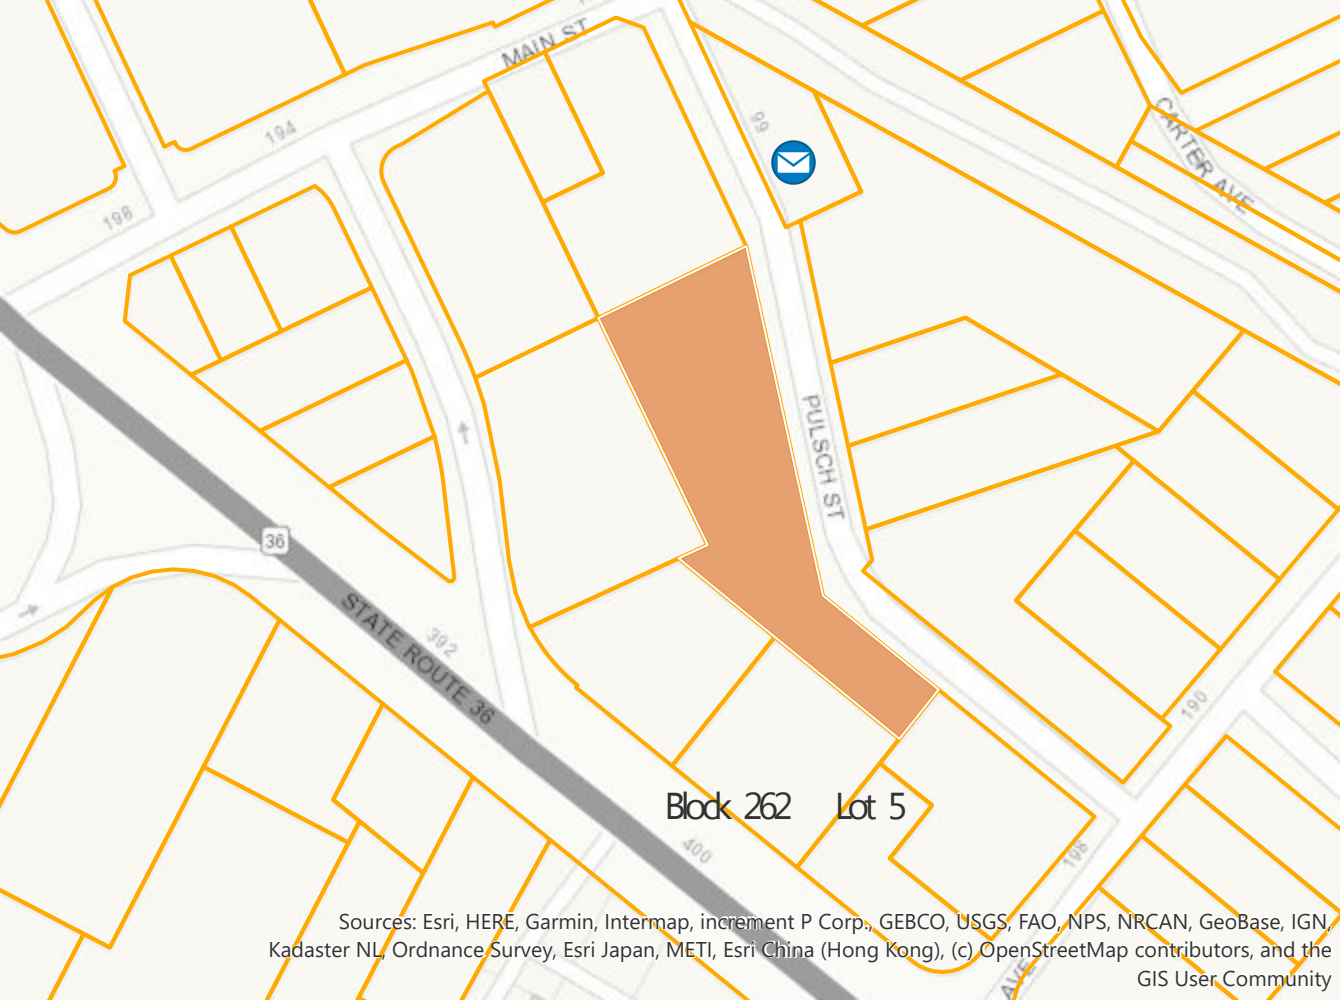 MAIN ST
194
196
99
CARTER AVE
PULSCH ST
36
STATE ROUTE 36
392
190
Block 262 Lot 5
400
198
AVE
Sources: Esri, HERE, Garmin, Intermap, increment P Corp., GEBCO, USGS, FAO, NPS, NRCAN, GeoBase, IGN,
Kadaster NL, Ordnance Survey, Esri Japan, METI, Esri China (Hong Kong), (c) OpenStreetMap contributors, and the
GIS User Community